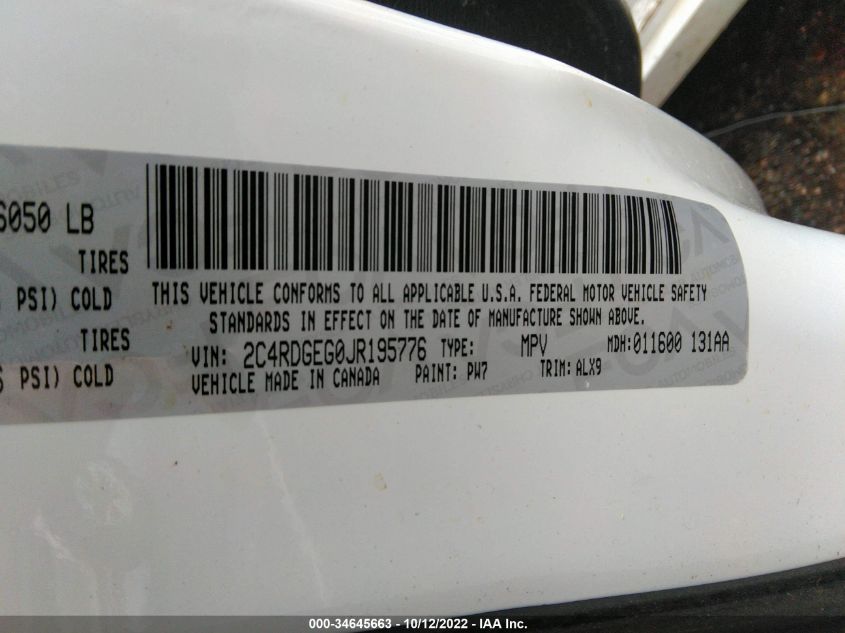 6050 LB
TIRES
PSI) COLD
TIRES
PSI) COLD
THIS VEHICLE CONFORMS TO ALL APPLICABLE U.S.A. FEDERAL MOTOR VEHICLE SAFETY
STANDARDS IN EFFECT ON THE DATE OF MANUFACTURE SHOWN ABOVE.
VIN: 2C4RDGEG0JR195776 TYPE: MPV MDH:011600 131AA
VEHICLE MADE IN CANADA PAINT: PW7 TRIM:ALX9
000-34645663 - 10/12/2022 - IAA Inc.